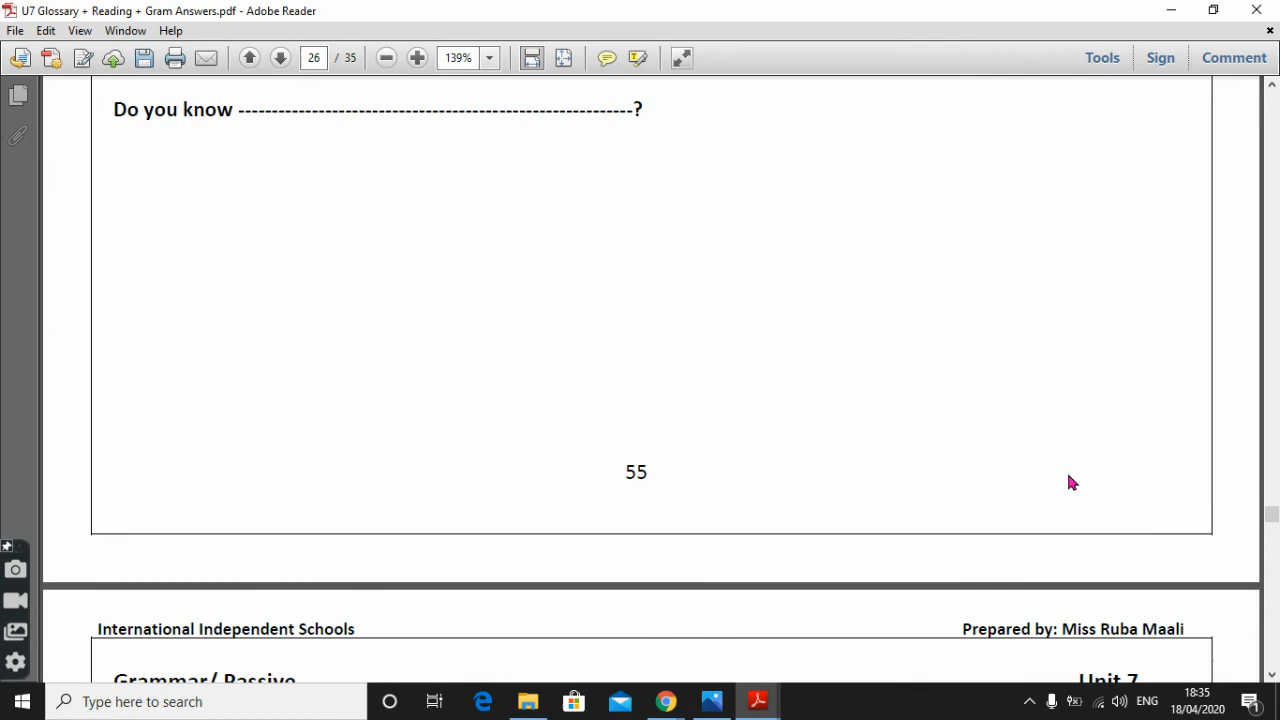 U7 Glossary + Reading + Gram Answers.pdf - Adobe Reader
File Edit View Window Help
26 / 35 139% Tools Sign Comment
Do you know -----------------------------------------------------------?
55
International Independent Schools Prepared by: Miss Ruba Maali
Grammar/ Passive Unit 7
Type here to search
ENG
18:35
18/04/2020
1